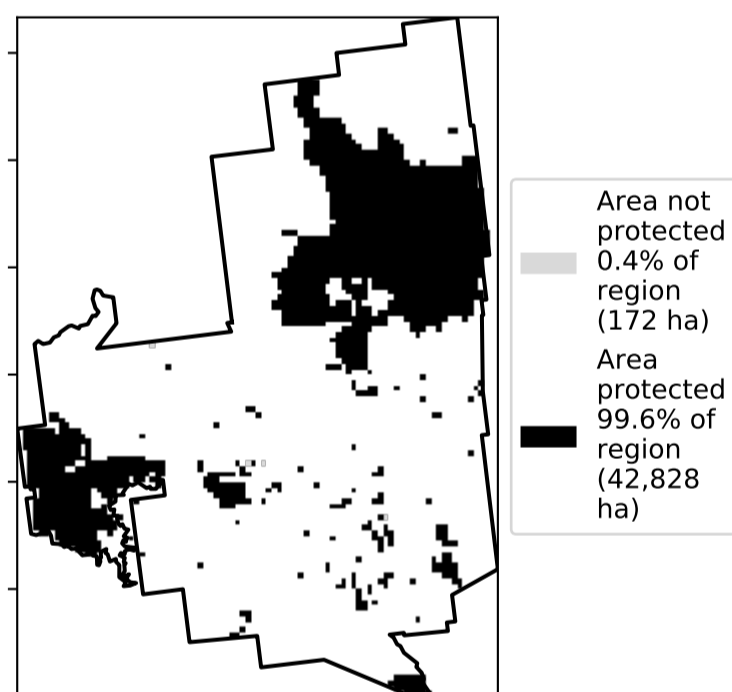 Area not
protected
0.4% of
region
(172 ha)
Area
protected
99.6% of
region
(42,828
ha)